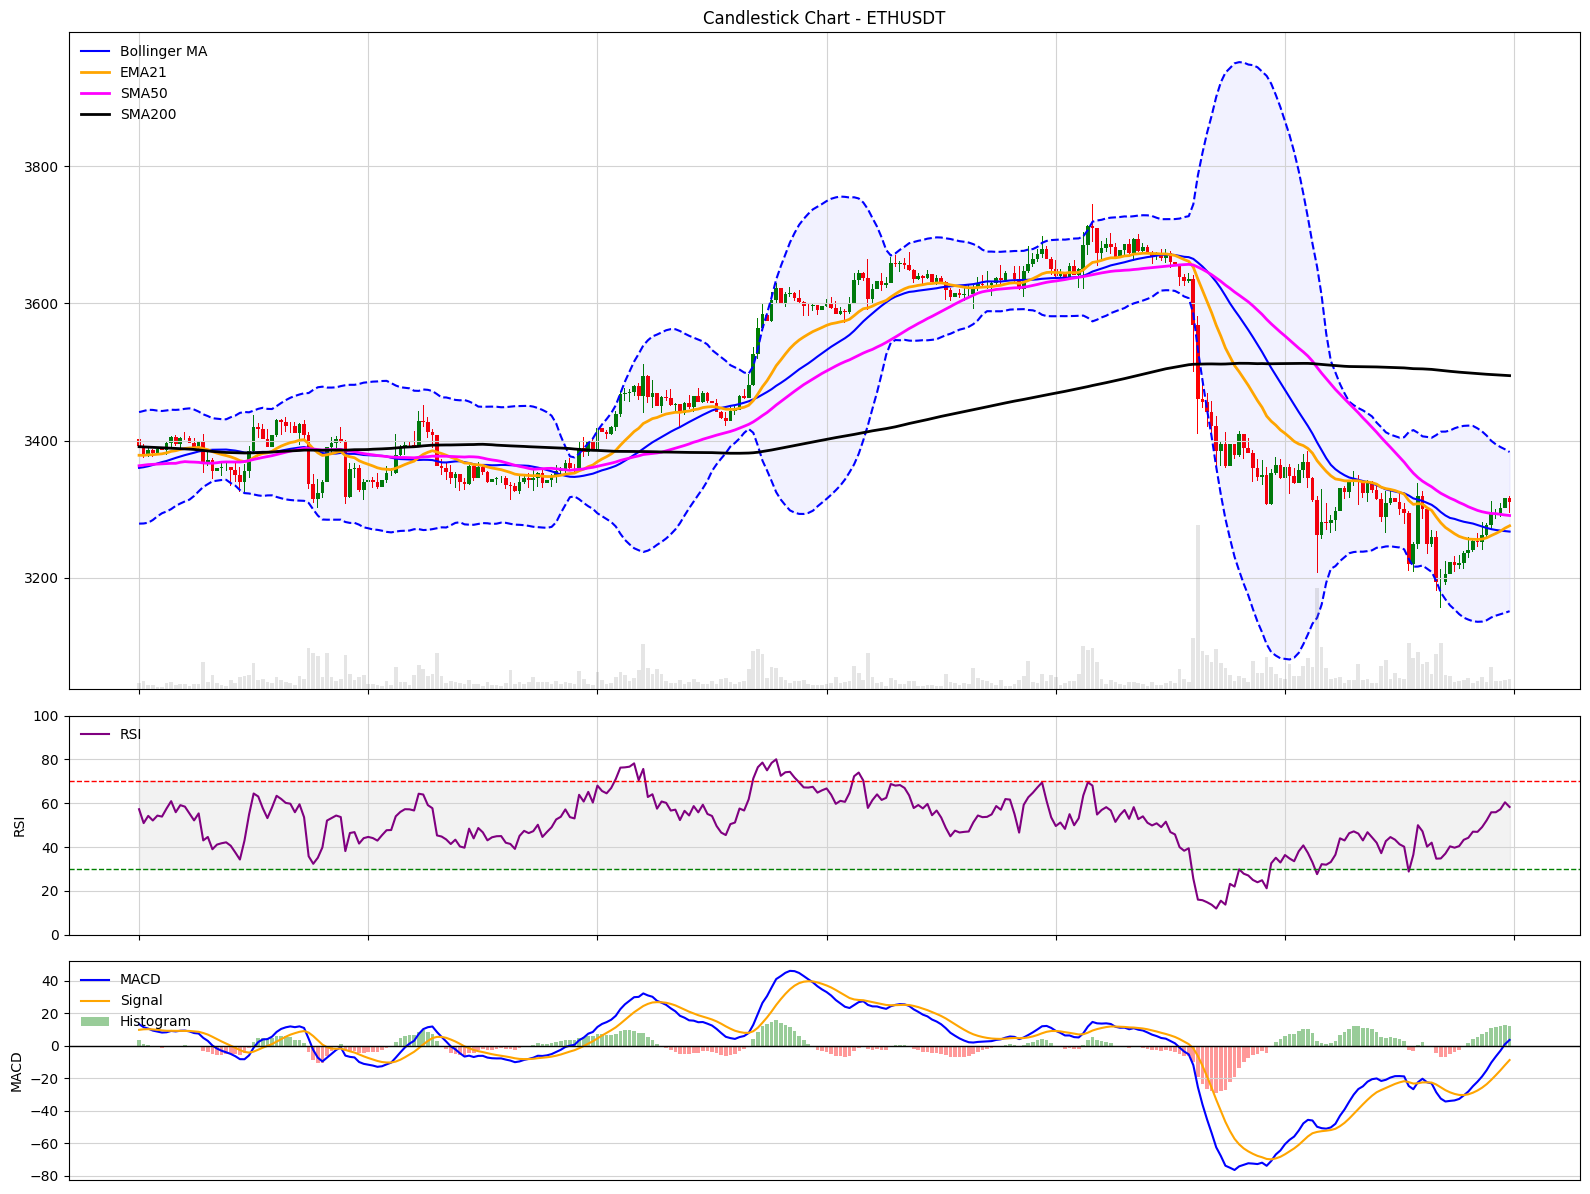 Candlestick Chart - ETHUSDT
Bollinger MA
EMA21
SMA50
SMA200
3800
3600
3400
3200
RSI
100
80
60
40
20
0
RSI
MACD
Signal
Histogram
40
20
0
−20
−40
−60
−80
MACD